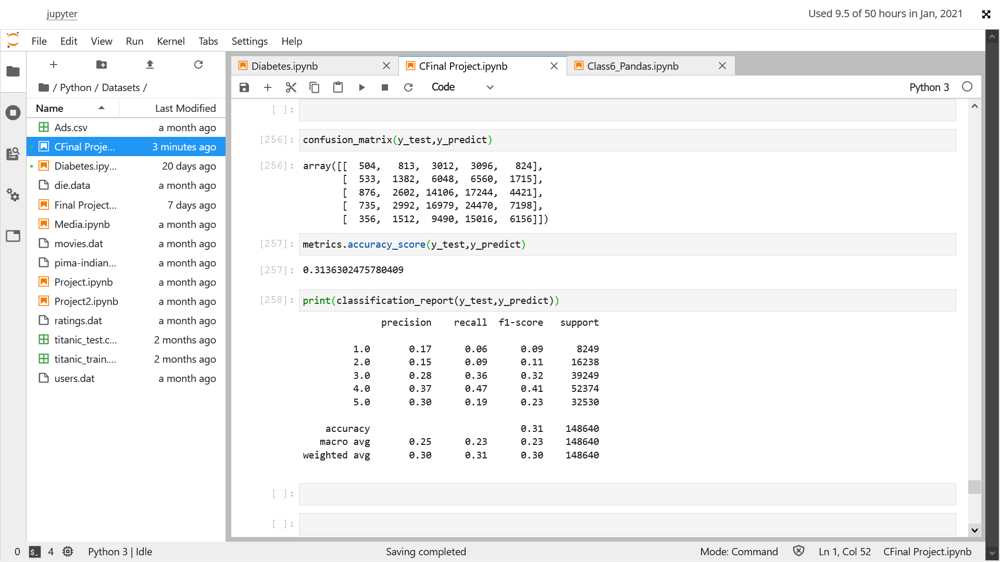 jupyter
Used 9.5 of 50 hours in Jan, 2021
File Edit View Run Kernel Tabs Settings Help
/ Python / Datasets /
Name Last Modified
Ads.csv a month ago
CFinal Proje... 3 minutes ago
Diabetes.ipy... 20 days ago
die.data a month ago
Final Project... 7 days ago
Media.ipynb a month ago
movies.dat a month ago
pima-indian... a month ago
Project.ipynb a month ago
Project2.ipynb a month ago
ratings.dat a month ago
titanic_test.c... 2 months ago
titanic_train.... 2 months ago
users.dat a month ago
Diabetes.ipynb CFinal Project.ipynb Class6_Pandas.ipynb
Code Python 3
[ ]:
[256]: confusion_matrix(y_test,y_predict)
[256]: array([[ 504, 813, 3012, 3096, 824],
[ 533, 1382, 6048, 6560, 1715],
[ 876, 2602, 14106, 17244, 4421],
[ 735, 2992, 16979, 24470, 7198],
[ 356, 1512, 9490, 15016, 6156]])
[257]: metrics.accuracy_score(y_test,y_predict)
[257]: 0.3136302475780409
[258]: print(classification_report(y_test,y_predict))
precision recall f1-score support
1.0 0.17 0.06 0.09 8249
2.0 0.15 0.09 0.11 16238
3.0 0.28 0.36 0.32 39249
4.0 0.37 0.47 0.41 52374
5.0 0.30 0.19 0.23 32530
accuracy 0.31 148640
macro avg 0.25 0.23 0.23 148640
weighted avg 0.30 0.31 0.30 148640
[ ]:
[ ]:
0 $_ 4 Python 3 | Idle Saving completed Mode: Command Ln 1, Col 52 CFinal Project.ipynb